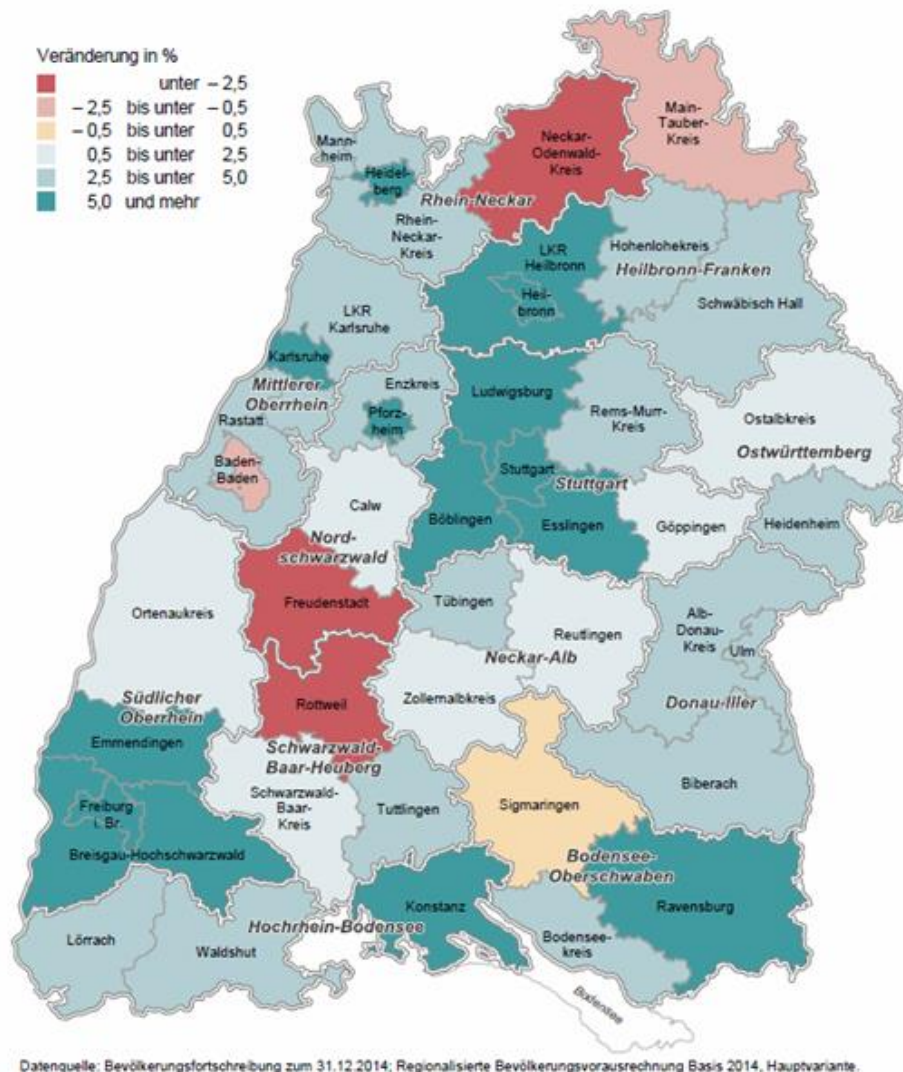 Veränderung in %
unter – 2,5
– 2,5 bis unter – 0,5
– 0,5 bis unter 0,5
0,5 bis unter 2,5
2,5 bis unter 5,0
5,0 und mehr
Main-
Tauber-
Kreis
Neckar-
Odenwald-
Kreis
Mann-
heim
Heidel-
berg
Rhein-Neckar
Rhein-
Neckar-
Kreis
LKR
Heilbronn
Heil-
bronn
Hohenlohekreis
Heilbronn-Franken
Schwäbisch Hall
LKR
Karlsruhe
Karlsruhe
Mittlerer
Oberrhein
Rastatt
Baden-
Baden
Enzkreis
Pforz-
heim
Ludwigsburg
Rems-Murr-
Kreis
Ostalbkreis
Ostwürttemberg
Stuttgart
Stuttgart
Böblingen
Esslingen
Göppingen
Heidenheim
Calw
Nord-
schwarzwald
Freudenstadt
Ortenaukreis
Tübingen
Reutlingen
Neckar-Alb
Zollernalbkreis
Alb-
Donau-
Kreis
Ulm
Donau-Iller
Rottweil
Südlicher
Oberrhein
Emmendingen
Schwarzwald-
Baar-Heuberg
Schwarzwald-
Baar-
Kreis
Tuttlingen
Sigmaringen
Biberach
Freiburg
i. Br.
Breisgau-Hochschwarzwald
Bodensee-
Oberschwaben
Ravensburg
Konstanz
Hochrhein-Bodensee
Bodensee-
kreis
Lörrach
Waldshut
Bodensee
Datenquelle: Bevölkerungsfortschreibung zum 31.12.2014; Regionalisierte Bevölkerungsvorausrechnung Basis 2014, Hauptvariante.